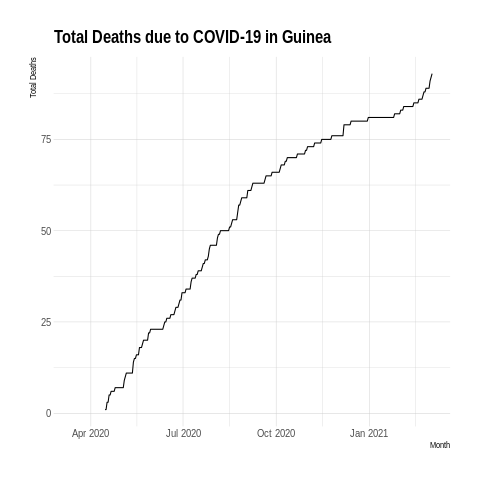 Total Deaths due to COVID-19 in Guinea
Total Deaths
75
50
25
0
Apr 2020 Jul 2020 Oct 2020 Jan 2021
Month